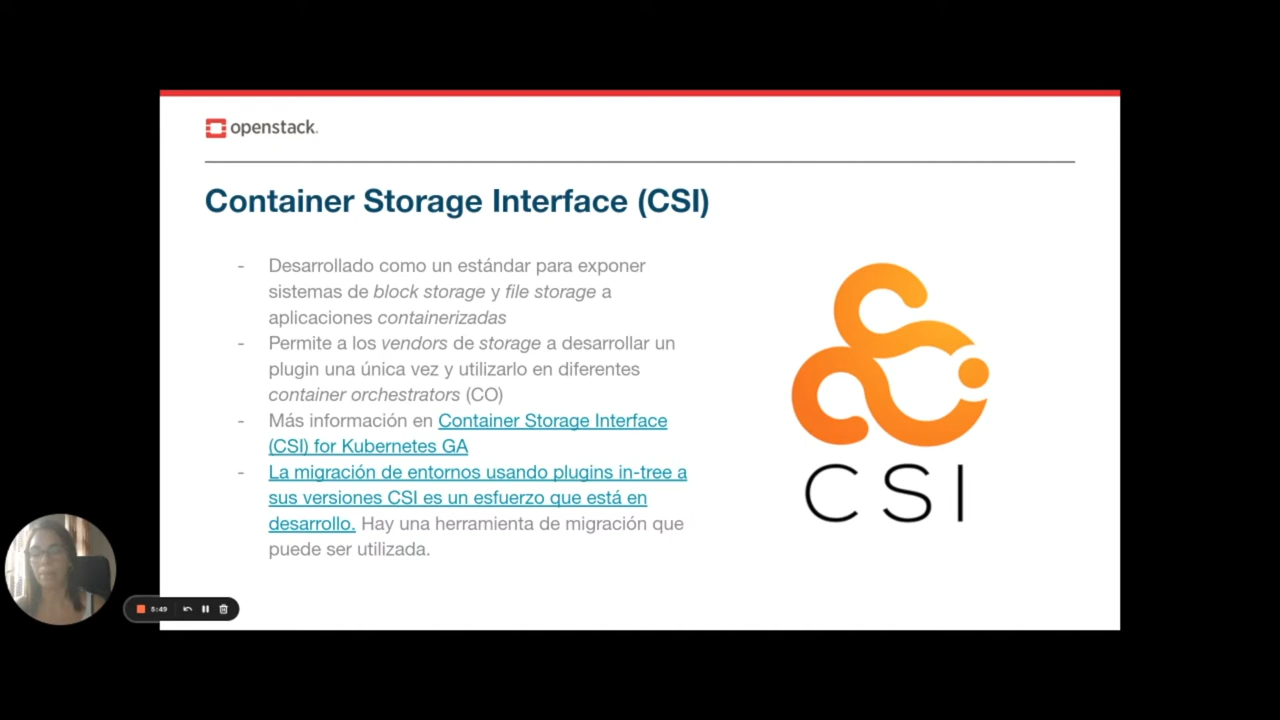 openstack.
Container Storage Interface (CSI)
- Desarrollado como un estándar para exponer
sistemas de block storage y file storage a
aplicaciones containerizadas
- Permite a los vendors de storage a desarrollar un
plugin una única vez y utilizarlo en diferentes
container orchestrators (CO)
- Más información en Container Storage Interface
(CSI) for Kubernetes GA
- La migración de entornos usando plugins in-tree a
sus versiones CSI es un esfuerzo que está en
desarrollo. Hay una herramienta de migración que
puede ser utilizada.
CSI
5:49